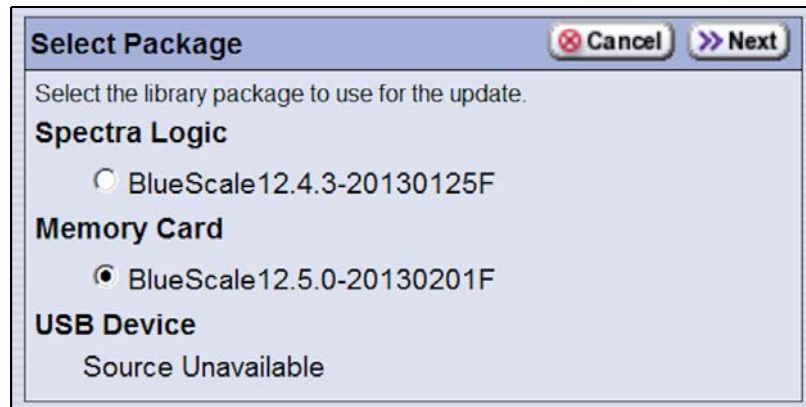 Select Package Cancel Next
Select the library package to use for the update.
Spectra Logic
BlueScale12.4.3-20130125F
Memory Card
BlueScale12.5.0-20130201F
USB Device
Source Unavailable